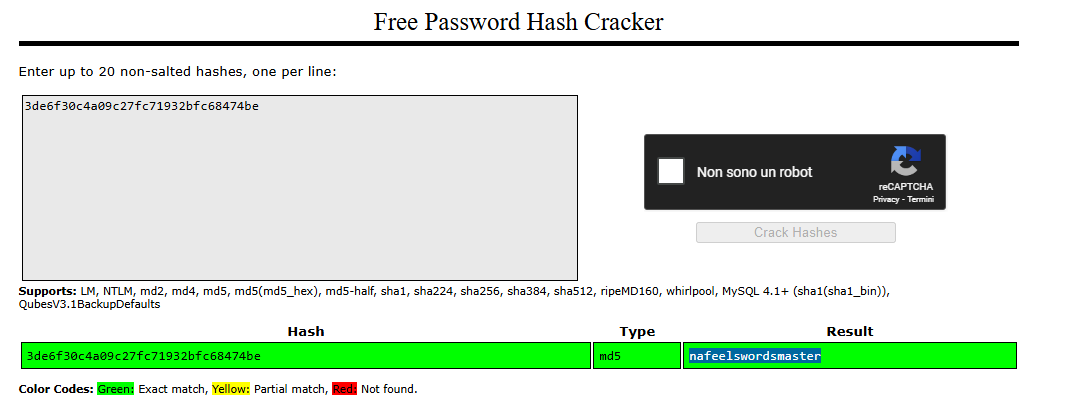 Free Password Hash Cracker
Enter up to 20 non-salted hashes, one per line:
3de6f30c4a09c27fc71932bfc68474be
Non sono un robot
reCAPTCHA
Privacy - Termini
Crack Hashes
Supports: LM, NTLM, md2, md4, md5, md5(md5_hex), md5-half, sha1, sha224, sha256, sha384, sha512, ripeMD160, whirlpool, MySQL 4.1+ (sha1(sha1_bin)),
QubesV3.1BackupDefaults
Hash Type Result
3de6f30c4a09c27fc71932bfc68474be md5 nafeelswordsmaster
Color Codes: Green: Exact match, Yellow: Partial match, Red: Not found.